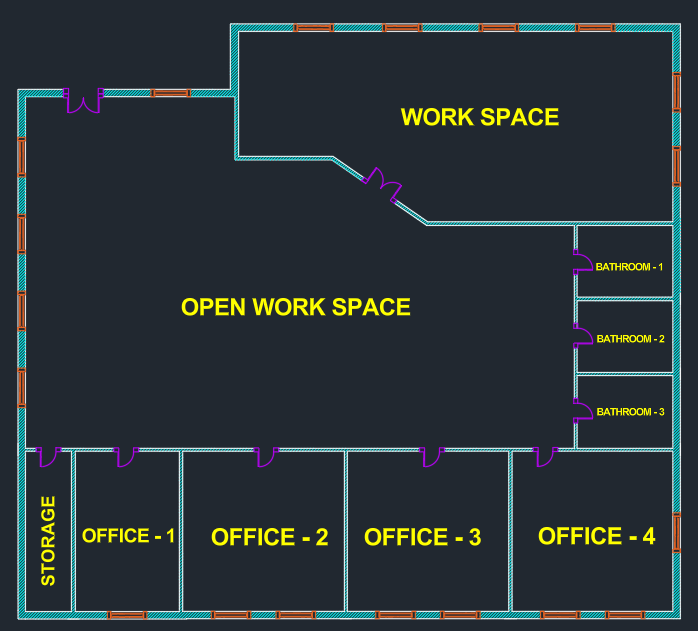 WORK SPACE
BATHROOM - 1
OPEN WORK SPACE
BATHROOM - 2
BATHROOM - 3
STORAGE
OFFICE - 1
OFFICE - 2
OFFICE - 3
OFFICE - 4